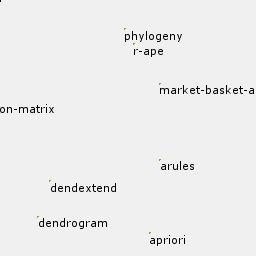 phylogeny
r-ape
market-basket-a
on-matrix
arules
dendextend
dendrogram
apriori